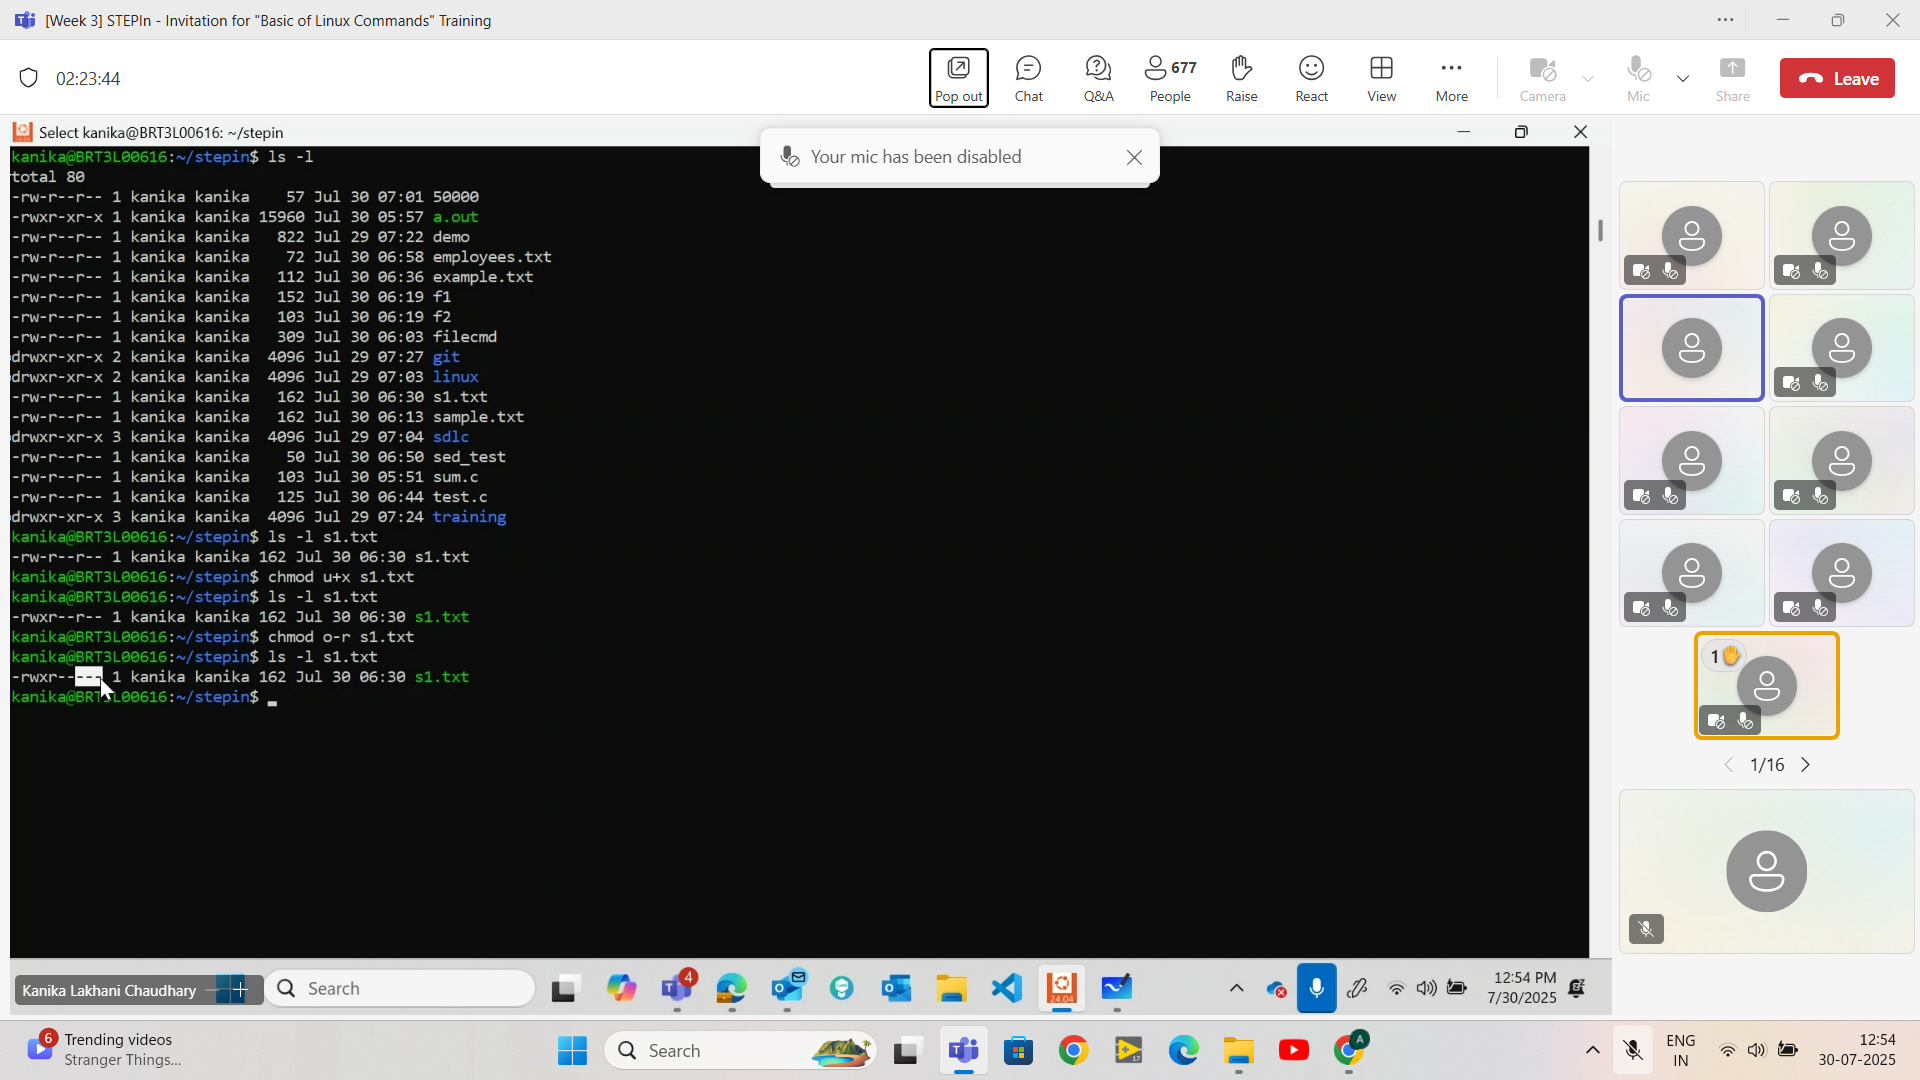 [Week 3] STEPIn - Invitation for "Basic of Linux Commands" Training
02:23:44
Pop out
Chat
Q&A
677
People
Raise
React
View
More
Camera
Mic
Share
Leave
Select kanika@BRT3L00616: ~/stepin
Your mic has been disabled
kanika@BRT3L00616:~/stepin$ ls -l
total 80
-rw-r--r-- 1 kanika kanika 57 Jul 30 07:01 50000
-rwxr-xr-x 1 kanika kanika 15960 Jul 30 05:57 a.out
-rw-r--r-- 1 kanika kanika 822 Jul 29 07:22 demo
-rw-r--r-- 1 kanika kanika 72 Jul 30 06:58 employees.txt
-rw-r--r-- 1 kanika kanika 112 Jul 30 06:36 example.txt
-rw-r--r-- 1 kanika kanika 152 Jul 30 06:19 f1
-rw-r--r-- 1 kanika kanika 103 Jul 30 06:19 f2
-rw-r--r-- 1 kanika kanika 309 Jul 30 06:03 filecmd
drwxr-xr-x 2 kanika kanika 4096 Jul 29 07:27 git
drwxr-xr-x 2 kanika kanika 4096 Jul 29 07:03 linux
-rw-r--r-- 1 kanika kanika 162 Jul 30 06:30 s1.txt
-rw-r--r-- 1 kanika kanika 162 Jul 30 06:13 sample.txt
drwxr-xr-x 3 kanika kanika 4096 Jul 29 07:04 sdlc
-rw-r--r-- 1 kanika kanika 50 Jul 30 06:50 sed_test
-rw-r--r-- 1 kanika kanika 103 Jul 30 05:51 sum.c
-rw-r--r-- 1 kanika kanika 125 Jul 30 06:44 test.c
drwxr-xr-x 3 kanika kanika 4096 Jul 29 07:24 training
kanika@BRT3L00616:~/stepin$ ls -l s1.txt
-rw-r--r-- 1 kanika kanika 162 Jul 30 06:30 s1.txt
kanika@BRT3L00616:~/stepin$ chmod u+x s1.txt
kanika@BRT3L00616:~/stepin$ ls -l s1.txt
-rwxr--r-- 1 kanika kanika 162 Jul 30 06:30 s1.txt
kanika@BRT3L00616:~/stepin$ chmod o-r s1.txt
kanika@BRT3L00616:~/stepin$ ls -l s1.txt
-rwxr----- 1 kanika kanika 162 Jul 30 06:30 s1.txt
kanika@BRT3L00616:~/stepin$
1
1/16
Kanika Lakhani Chaudhary
Search
4
24.04
12:54 PM
7/30/2025
6
Trending videos
Stranger Things...
Search
17
A
ENG
IN
12:54
30-07-2025